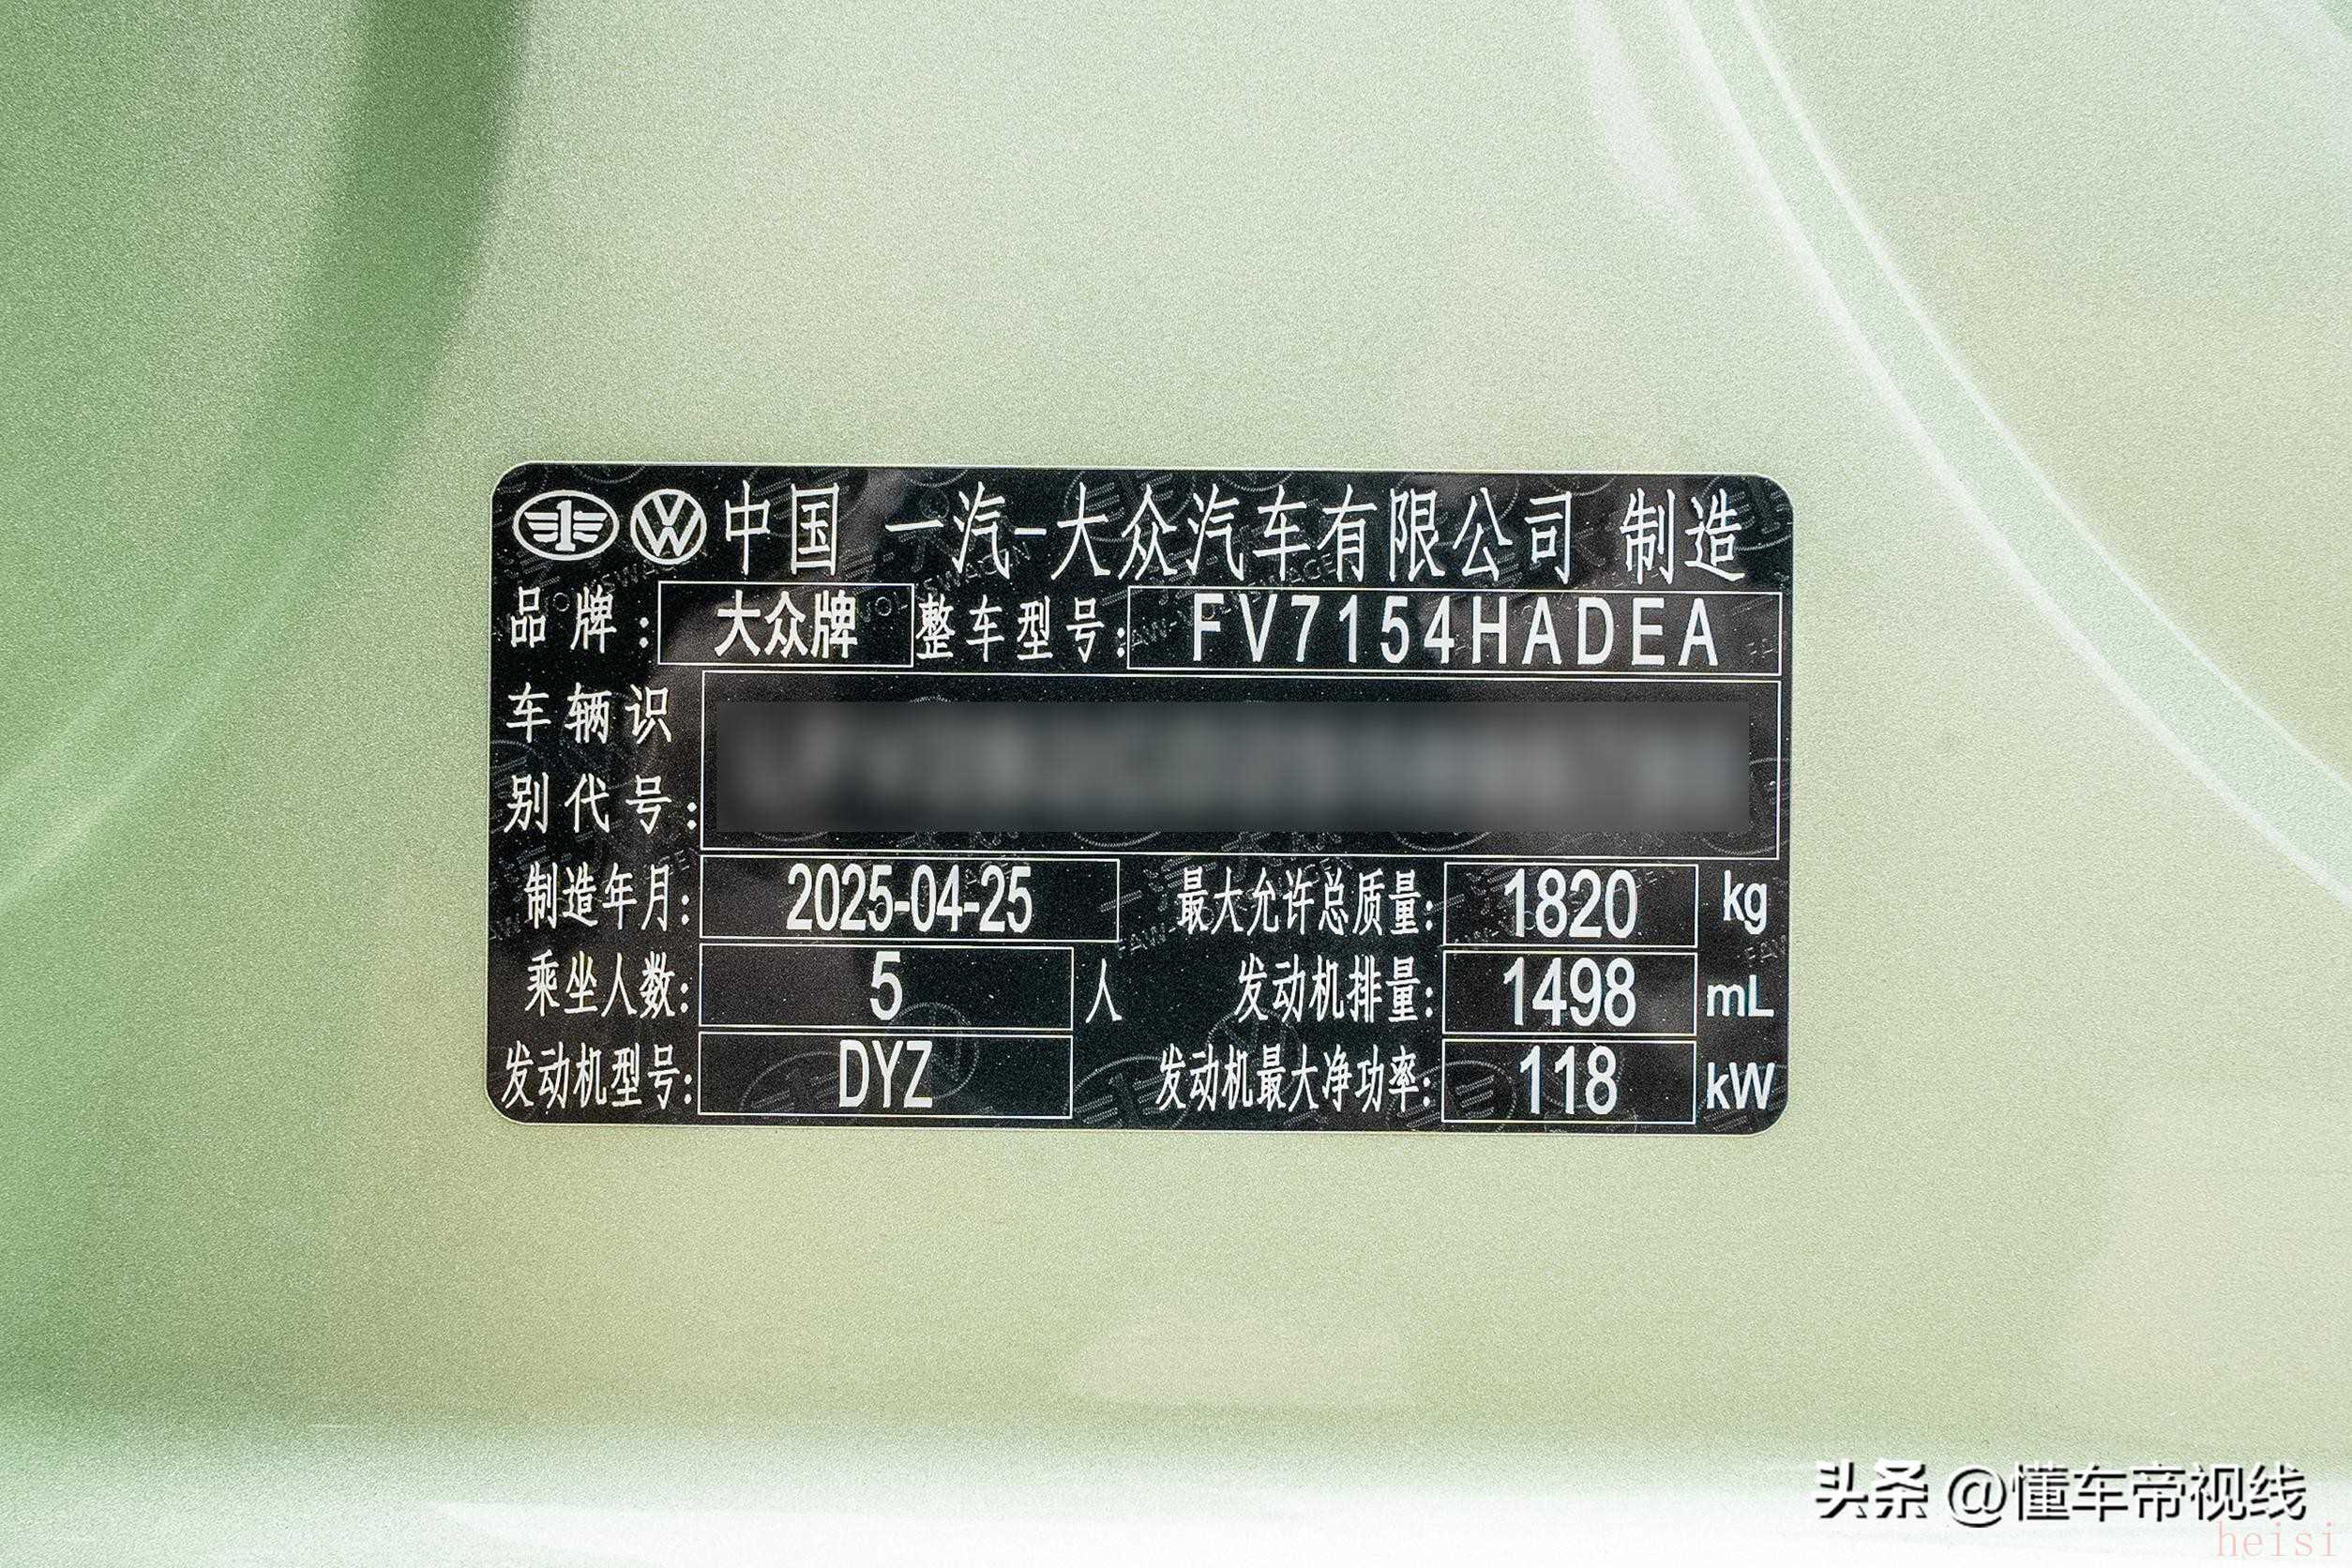 中国 一汽-大众汽车有限公司 制造
品牌: 大众牌 整车型号: FV7154HADEA
车辆识
别代号:
制造年月: 2025-04-25 最大允许总质量: 1820 kg
乘坐人数: 5 人 发动机排量: 1498 mL
发动机型号: DYZ 发动机最大净功率: 118 kW
头条 @懂车帝视线
heisi